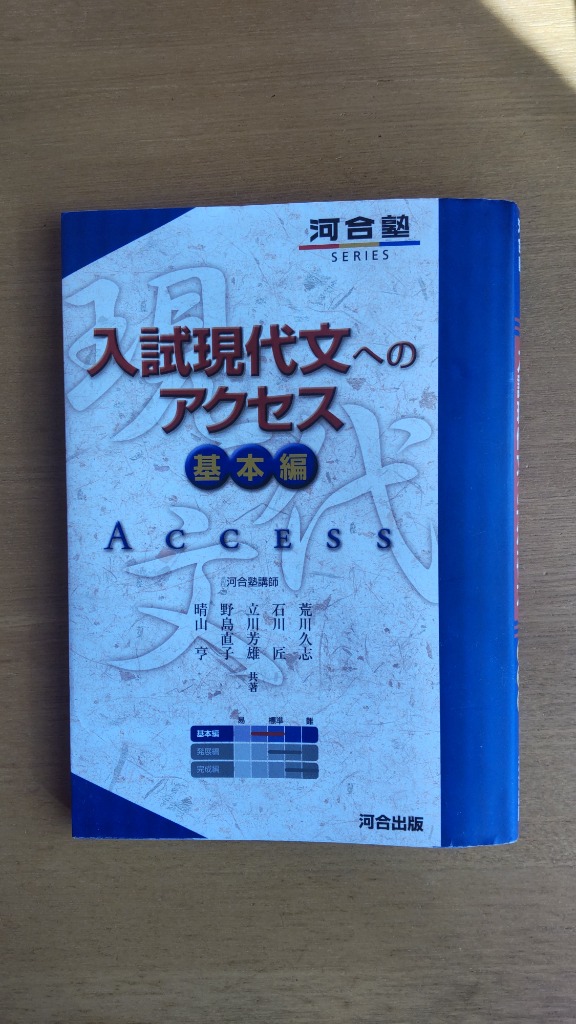 河合塾
SERIES
入試現代文への
アクセス
基本編
ACCESS
河合塾講師
荒川久志
石川 匠
立川芳雄 共著
野島直子
晴山 亨
易 標準 難
基本編
発展編
完成編
河合出版